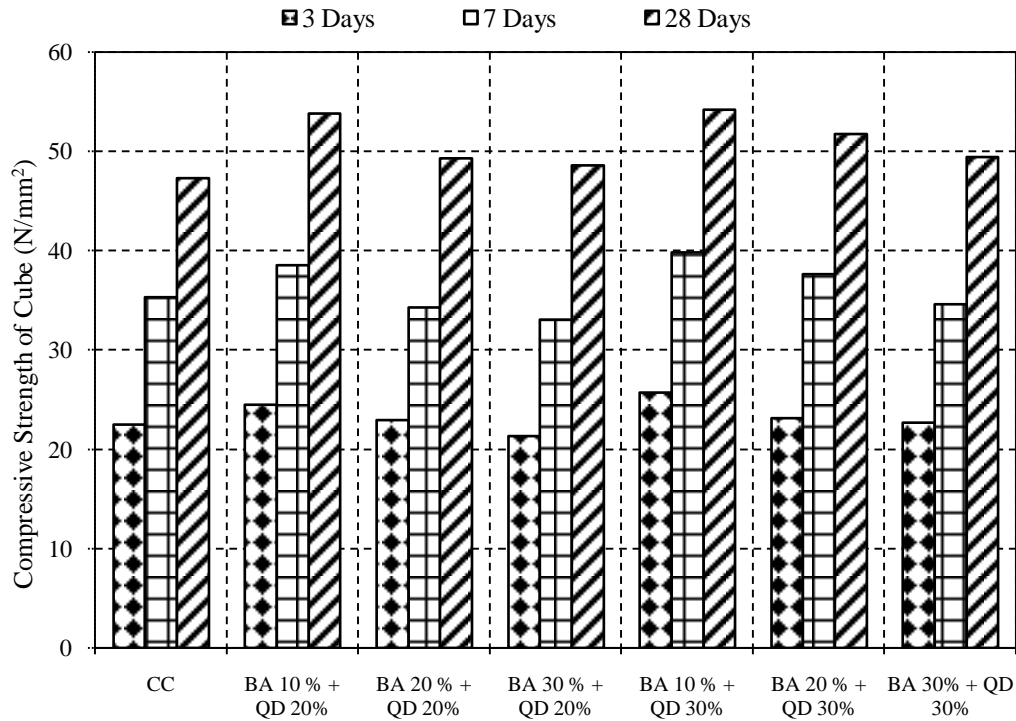 3 Days 7 Days 28 Days
60
50
40
30
20
10
0
Compressive Strength of Cube (N/mm²)
CC
BA 10 % +
QD 20%
BA 20 % +
QD 20%
BA 30% +
QD 20%
BA 10 % +
QD 30%
BA 20 % +
QD 30%
BA 30% + QD
30%